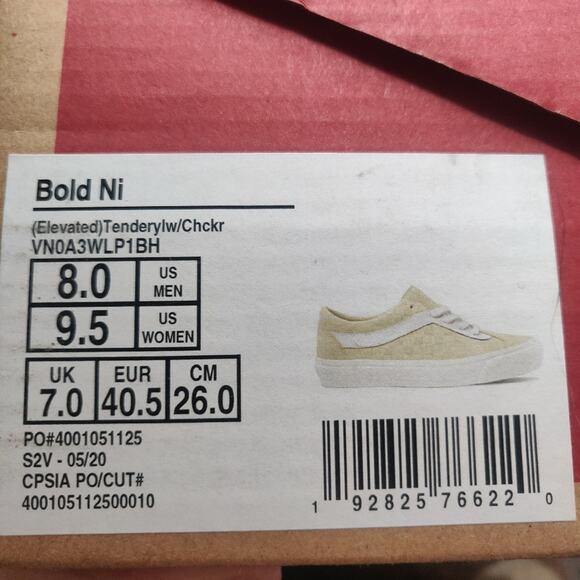 Bold Ni
(Elevated)Tenderylw/Chckr
VN0A3WLP1BH
8.0 US MEN
9.5 US WOMEN
UK EUR CM
7.0 40.5 26.0
PO#4001051125
S2V - 05/20
CPSIA PO/CUT#
400105112500010
1 92825 76622 0